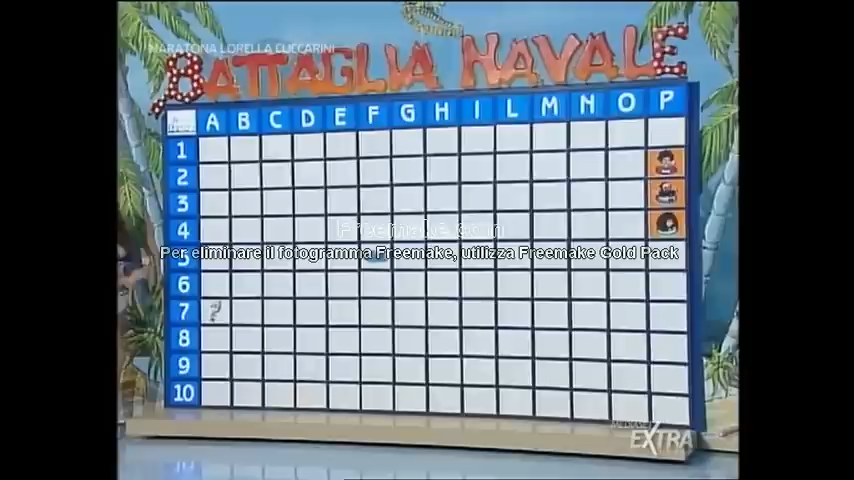 MARATONA LORELLA CUCCARINI
BATTAGLIA NAVALE
A B C D E F G H I L M N O P
1
2
3
4
Freemake.com
Per eliminare il fotogramma Freemake, utilizza Freemake Gold Pack
5
6
7
8
9
10
MEDIASET
EXTRA